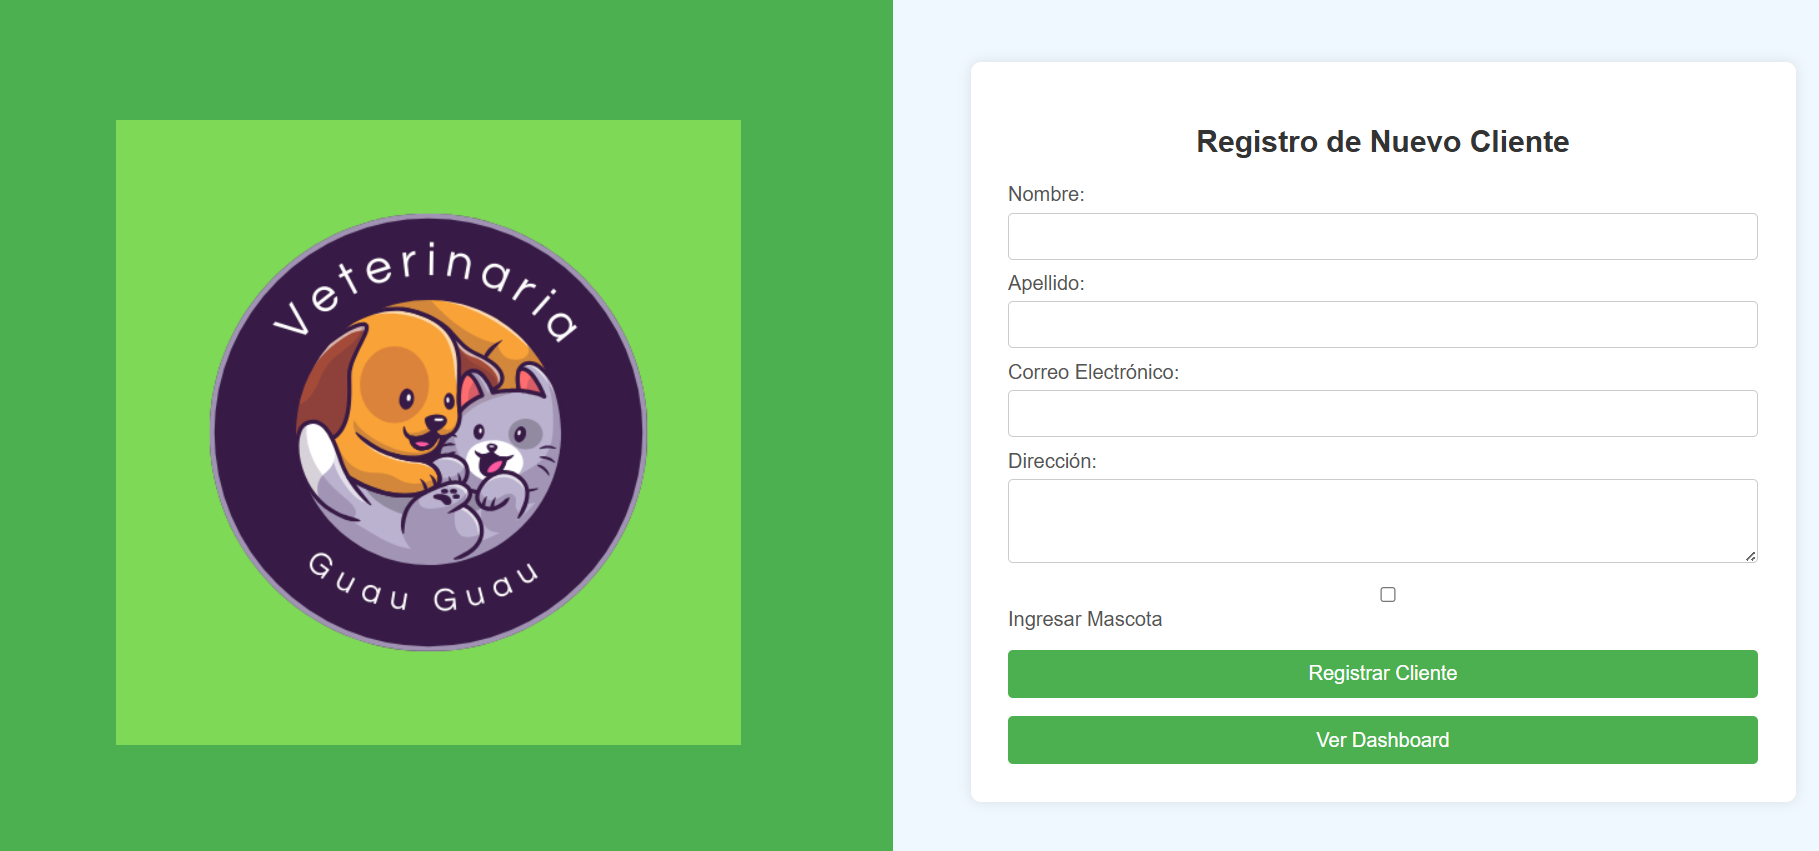 Veterinaria
Guau Guau
Registro de Nuevo Cliente
Nombre:
Apellido:
Correo Electrónico:
Dirección:
Ingresar Mascota
Registrar Cliente
Ver Dashboard